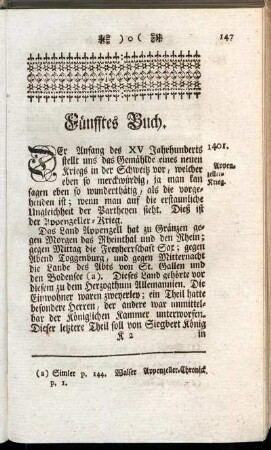 )o( 147
Fünfftes Buch.
DEr Anfang des XV Jahrhunderts 1401.
stellt uns das Gemählde eines neuen Appen-
Kriegs in der Schweitz vor, welcher zeller-
eben so merckwürdig, ja man kan Krieg.
sagen eben so wunderthätig, als die vorge-
henden ist; wenn man auf die erstaunliche
Ungleichheit der Partheyen sieht. Dieß ist
der Appenzeller-Krieg.
Das Land Appenzell hat zu Gränzen ge-
gen Morgen das Rheinthal und den Rhein;
gegen Mittag die Freyherrschaft Sax; gegen
Abend Toggenburg, und gegen Mitternacht
die Lande des Abts von St. Gallen und
den Bodensee (a). Dieses Land gehörte vor
diesem zu dem Herzogthum Allemannien. Die
Einwohner waren zweyerley; ein Theil hatte
besondere Herren, der andere war unmittel-
bar der Königlichen Kammer unterworfen.
Dieser letztere Theil soll von Siegbert König
K 2 in
(a) Simler p. 144. Walser Appenzeller-Chronick.
p. 1.